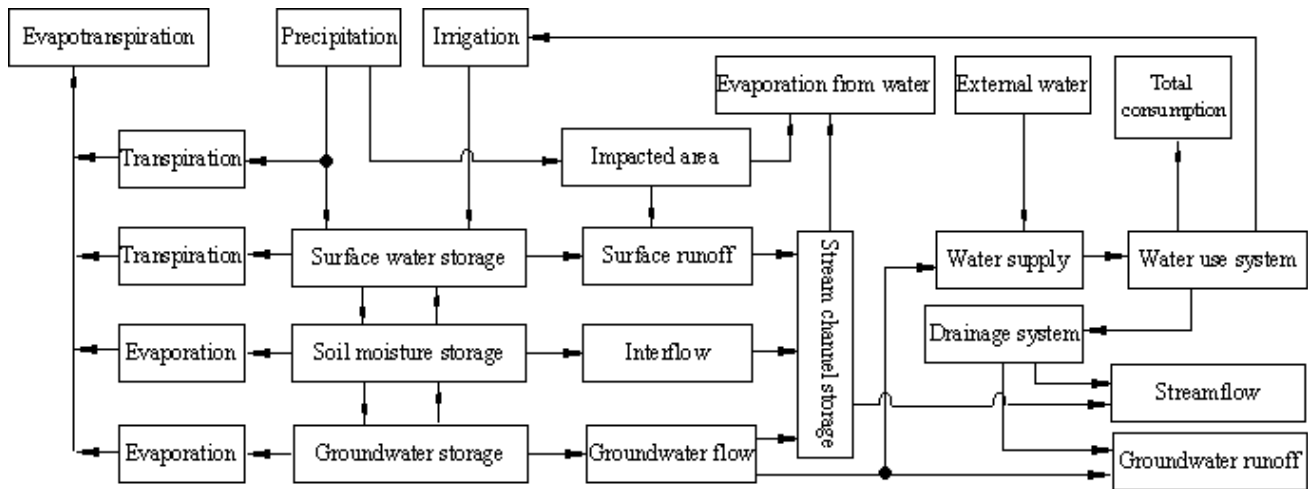 Evapotranspiration
Precipitation
Irrigation
Evaporation from water
External water
Total
consumption
Transpiration
Impacted area
Transpiration
Surface water storage
Surface runoff
Stream channel storage
Water supply
Water use system
Evaporation
Soil moisture storage
Interflow
Drainage system
Streamflow
Evaporation
Groundwater storage
Groundwater flow
Groundwater runoff